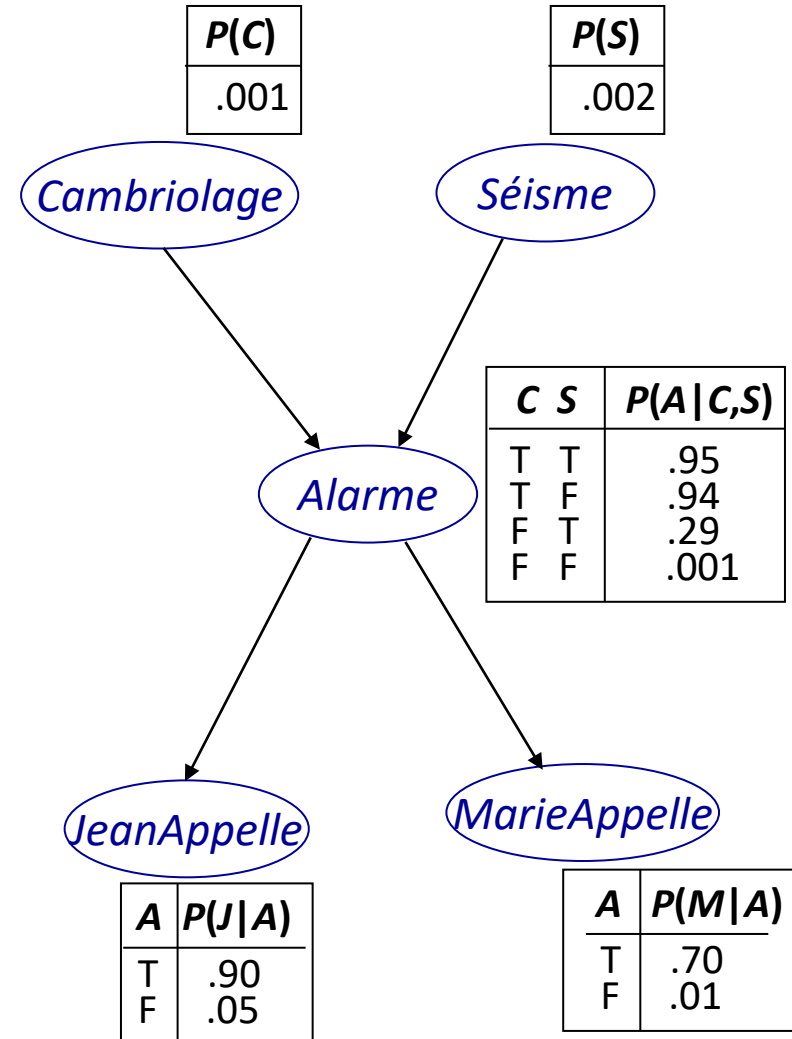 P(C) P(S)
.001 .002
Cambriolage Séisme
C S P(A|C,S)
T T .95
T F .94
F T .29
F F .001
Alarme
JeanAppelle MarieAppelle
A P(J|A)
T .90
F .05
A P(M|A)
T .70
F .01